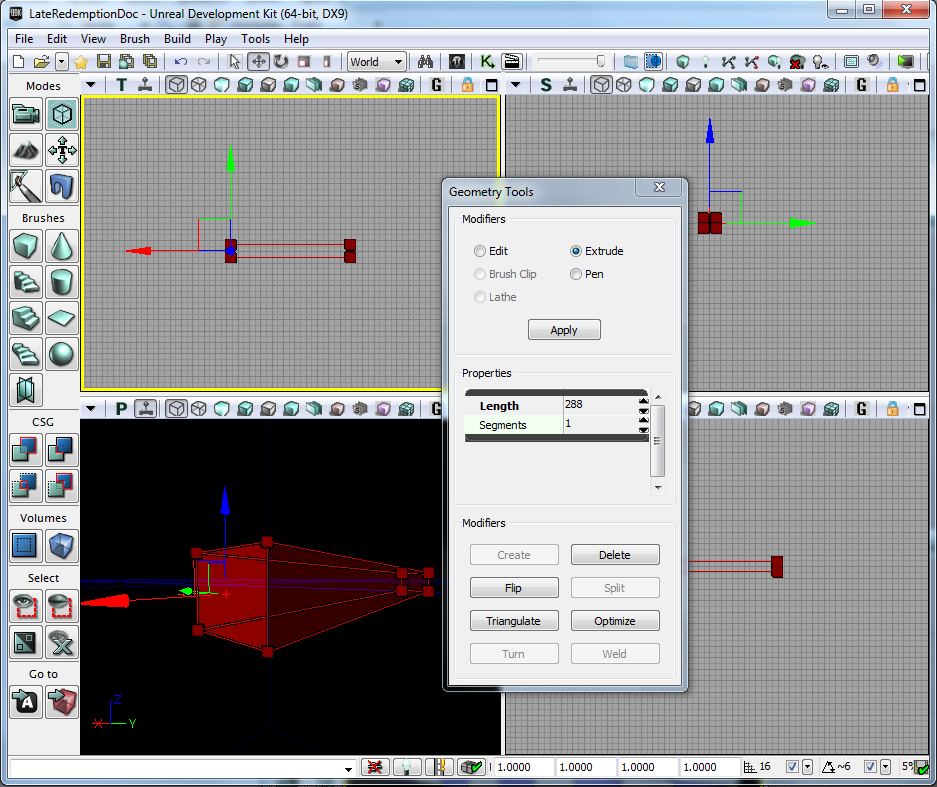 LateRedemptionDoc - Unreal Development Kit (64-bit, DX9)
File Edit View Brush Build Play Tools Help
World
Modes
T
G
S
G
Geometry Tools
Modifiers
Edit
Extrude
Brush Clip
Pen
Lathe
Apply
Brushes
Properties
Length 288
Segments 1
P
G
G
CSG
Modifiers
Create
Delete
Flip
Split
Triangulate
Optimize
Turn
Weld
Volumes
Select
Go to
A
Z
X
Y
1.0000 1.0000 1.0000 1.0000 16 ~6 5°